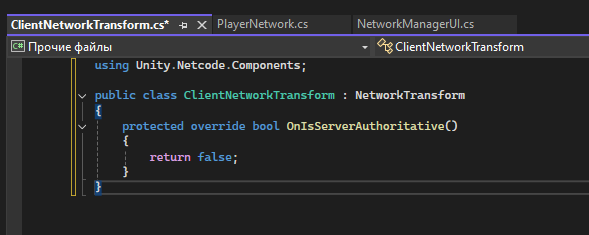 ClientNetworkTransform.cs*
PlayerNetwork.cs
NetworkManagerUI.cs
C# Прочие файлы
ClientNetworkTransform
using Unity.Netcode.Components;
public class ClientNetworkTransform : NetworkTransform
{
protected override bool OnIsServerAuthoritative()
{
return false;
}
}